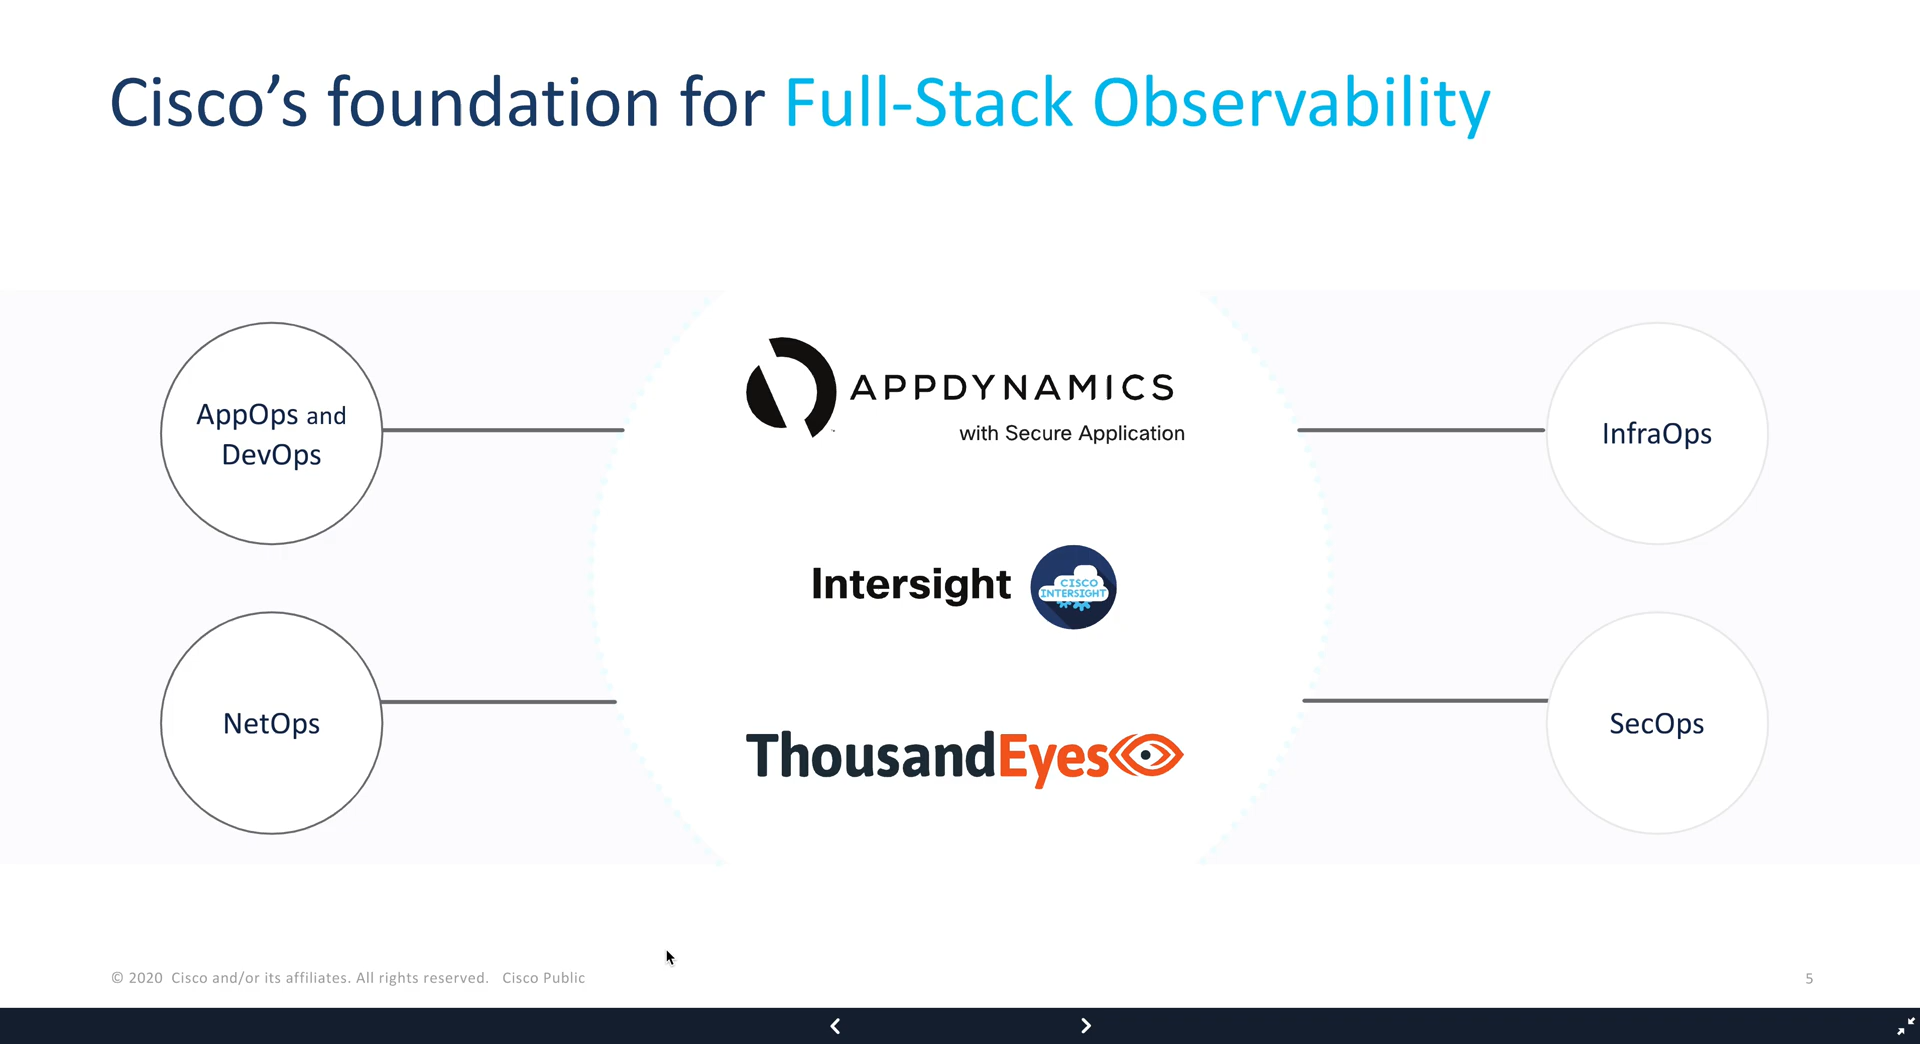 Cisco’s foundation for Full-Stack Observability
AppOps and
DevOps
APPDYNAMICS
with Secure Application
InfraOps
Intersight
CISCO
INTERSIGHT
NetOps
ThousandEyes
SecOps
© 2020 Cisco and/or its affiliates. All rights reserved. Cisco Public
5